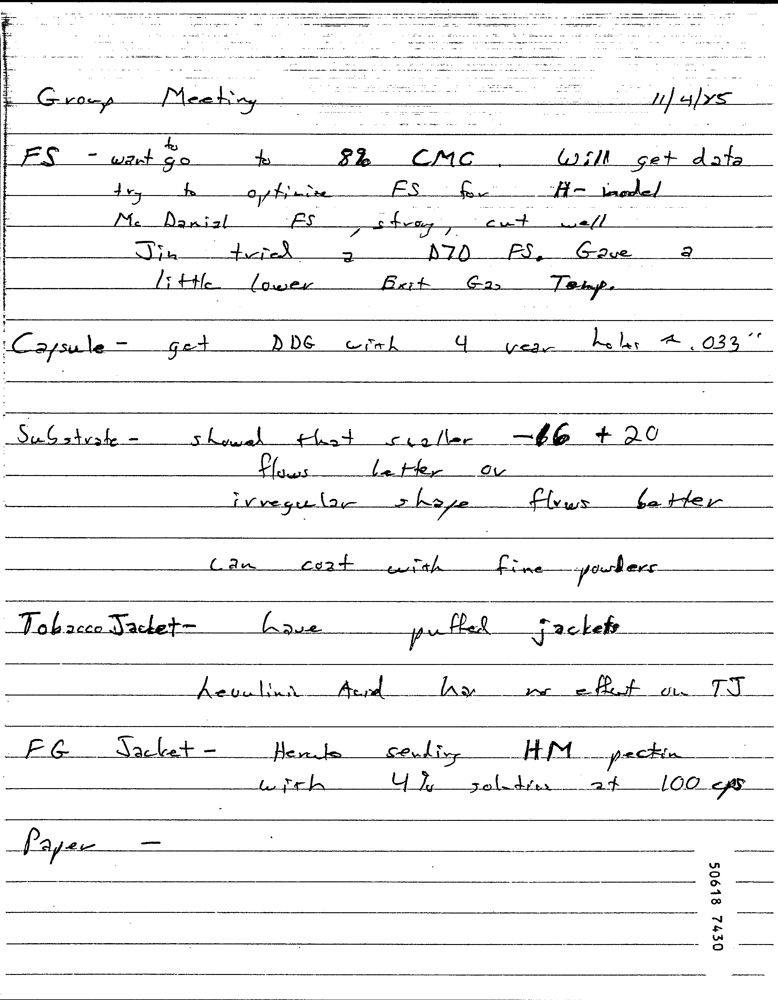 Group Meeting 11/4/85
FS - want to go to 8% CMC. Will get data
try to optimize FS for H- model
Mc Daniel FS, strong, cut well
Jim tried a D70 FS. Gave a
little lower Exit Gas Temp.
Capsule - get DDG with 4 rear holes .033"
Substrate - showed that smaller -16 + 20
flows better or
irregular shape flows better
can coat with fine powders
Tobacco Jacket - have puffed jackets
Levulinic Acid has no effect on TJ
FG Jacket - sending HM pectin
with 4% solution at 100 cps
Paper -
50618 7430